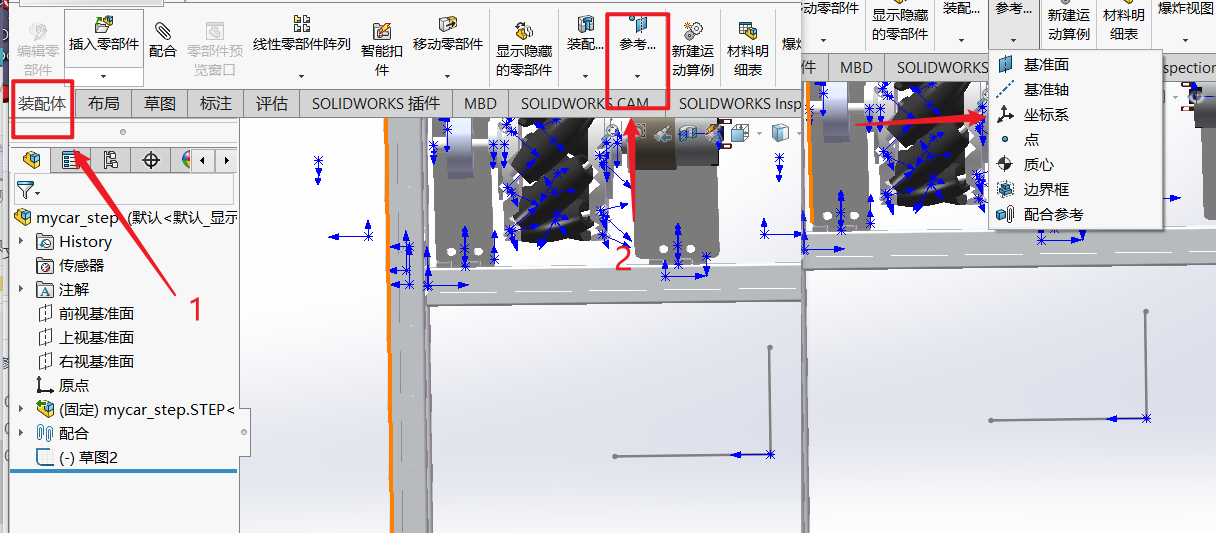 编辑零
部件
插入零部件
配合
零部件预
览窗口
线性零部件阵列
智能扣
件
移动零部件
显示隐藏
的零部件
装配...
参考...
新建运
动算例
材料明
细表
爆炸
装配体
布局
草图
标注
评估
SOLIDWORKS 插件
MBD
SOLIDWORKS CAM
SOLIDWORKS Insp
mycar_step (默认<默认_显示
History
传感器
注解
前视基准面
上视基准面
右视基准面
原点
(固定) mycar_step.STEP<
配合
(-) 草图2
1
2
动零部件
显示隐藏
的零部件
装配...
参考...
新建运
动算例
材料明
细表
爆炸视图
件
MBD
SOLIDWORKS
spection
基准面
基准轴
坐标系
点
质心
边界框
配合参考